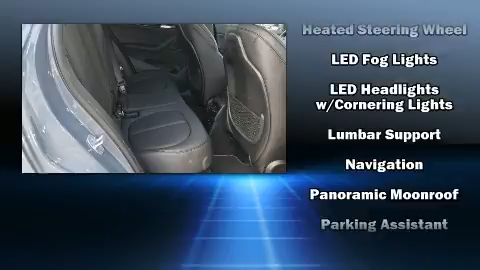 Heated Steering Wheel
LED Fog Lights
LED Headlights
w/Cornering Lights
Lumbar Support
Navigation
Panoramic Moonroof
Parking Assistant